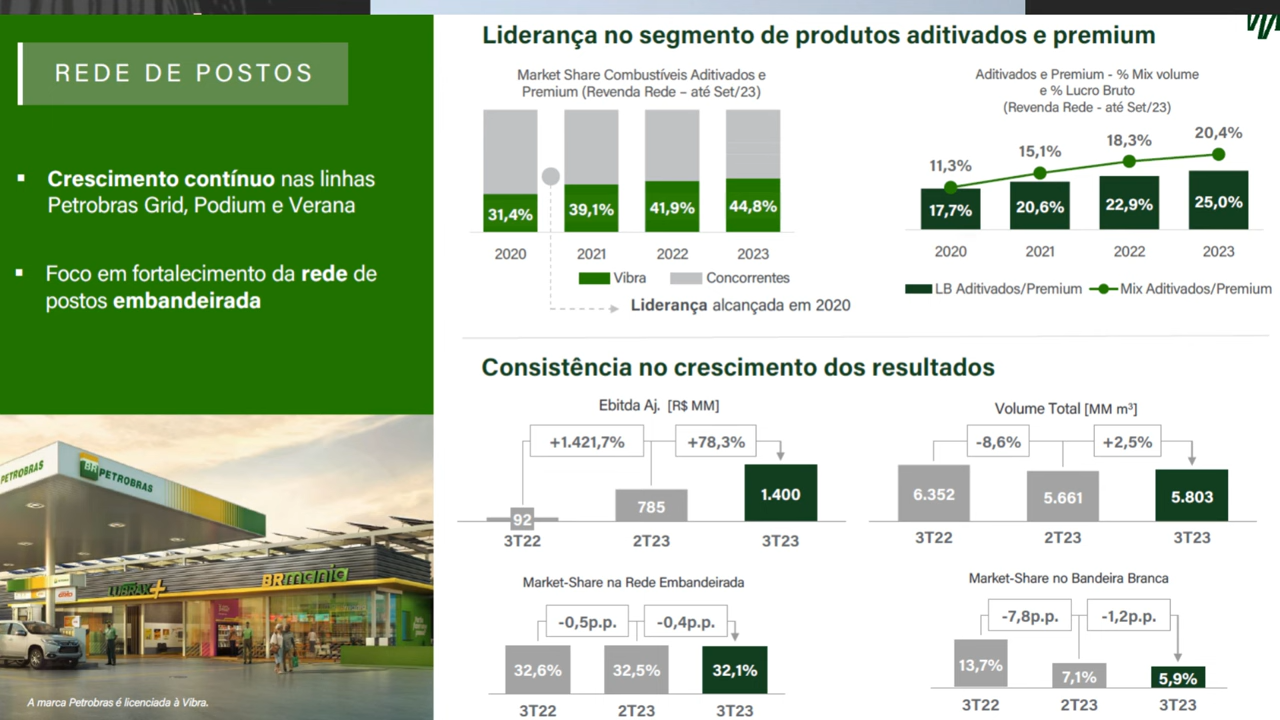 REDE DE POSTOS
▪ Crescimento contínuo nas linhas
Petrobras Grid, Podium e Verana
▪ Foco em fortalecimento da rede de
postos embandeirada
PETROBRAS
BR PETROBRAS
LUBRAX+
BRmania
A marca Petrobras é licenciada à Vibra.
Liderança no segmento de produtos aditivados e premium
Market Share Combustíveis Aditivados e
Premium (Revenda Rede – até Set/23)
31,4% 39,1% 41,9% 44,8%
2020 2021 2022 2023
Vibra Concorrentes
Liderança alcançada em 2020
Aditivados e Premium - % Mix volume
e % Lucro Bruto
(Revenda Rede - até Set/23)
11,3% 15,1% 18,3% 20,4%
17,7% 20,6% 22,9% 25,0%
2020 2021 2022 2023
LB Aditivados/Premium Mix Aditivados/Premium
Consistência no crescimento dos resultados
Ebitda Aj. [R$ MM]
+1.421,7% +78,3%
92 785 1.400
3T22 2T23 3T23
Volume Total [MM m³]
-8,6% +2,5%
6.352 5.661 5.803
3T22 2T23 3T23
Market-Share na Rede Embandeirada
-0,5p.p. -0,4p.p.
32,6% 32,5% 32,1%
3T22 2T23 3T23
Market-Share no Bandeira Branca
-7,8p.p. -1,2p.p.
13,7% 7,1% 5,9%
3T22 2T23 3T23